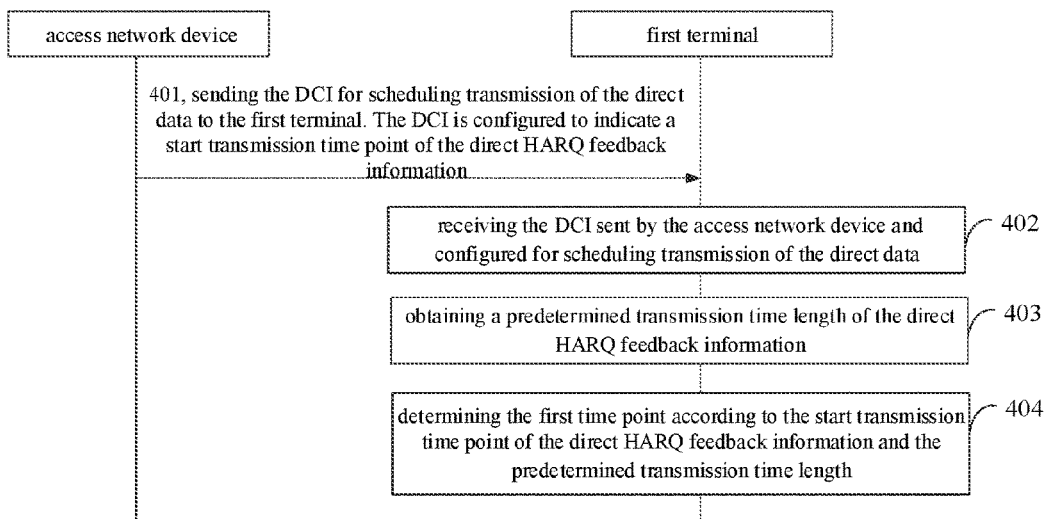 access network device
first terminal
401, sending the DCI for scheduling transmission of the direct
data to the first terminal. The DCI is configured to indicate a
start transmission time point of the direct HARQ feedback
information
receiving the DCI sent by the access network device and
configured for scheduling transmission of the direct data
402
obtaining a predetermined transmission time length of the direct
HARQ feedback information
403
determining the first time point according to the start transmission
time point of the direct HARQ feedback information and the
predetermined transmission time length
404